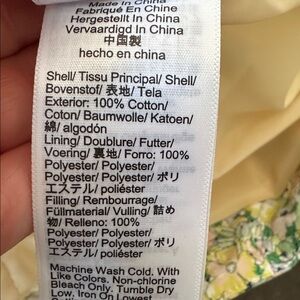 Made in China
Fabriqué En Chine
Hergestellt In China
Vervaardigd In China
中国製
hecho en china
Shell/ Tissu Principal/ Shell/
Bovenstof/ 表地/ Tela
Exterior: 100% Cotton/
Coton/ Baumwolle/ Katoen/
綿/ algodón
Lining/ Doublure/ Futter/
Voering/ 裏地/ Forro: 100%
Polyester/ Polyester/
Polyester/ Polyester/ ポリ
エステル/ poliéster
Filling/ Rembourrage/
Füllmaterial/ Vulling/ 詰め
物/ Relleno: 100%
Polyester/ Polyester/
Polyester/ Polyester/ ポリ
エステル/ poliéster
Machine Wash Cold. With
Like Colors. Non-chlorine
Bleach Only. Tumble Dry
Low. Iron On Lowest